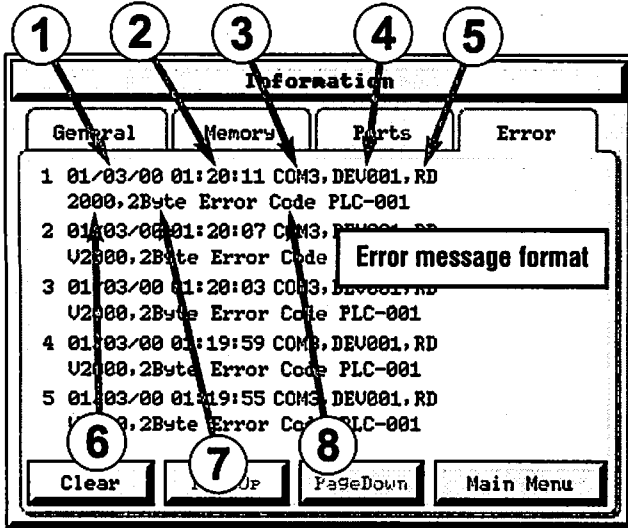 1 2 3 4 5
Information
General Memory Parts Error
1 01/03/00 01:20:11 COM3,DEV001,RD
2000,2Byte Error Code PLC-001
2 01/03/00 01:20:07 COM3,
V2000,2Byte Error Code
Error message format
3 01/03/00 01:20:03 COM3,DEV001,RD
V2000,2Byte Error Code PLC-001
4 01/03/00 01:19:59 COM3,DEV001,RD
V2000,2Byte Error Code PLC-001
5 01/03/00 01:19:55 COM3,DEV001,RD
,2Byte Error Code PLC-001
6 7 8
Clear Up PageDown Main Menu